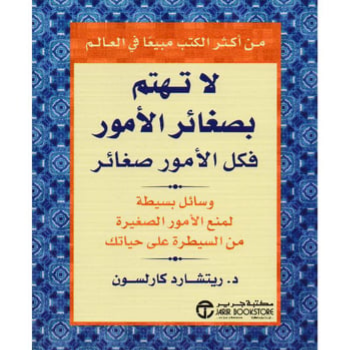 من أكثر الكتب مبيعًا في العالم
لا تهتم
بصغائر الأمور
فكل الأمور صغائر
وسائل بسيطة
لمنع الأمور الصغيرة
من السيطرة على حياتك
د. ريتشارد كارلسون
مكتبة جرير
JARIR BOOKSTORE